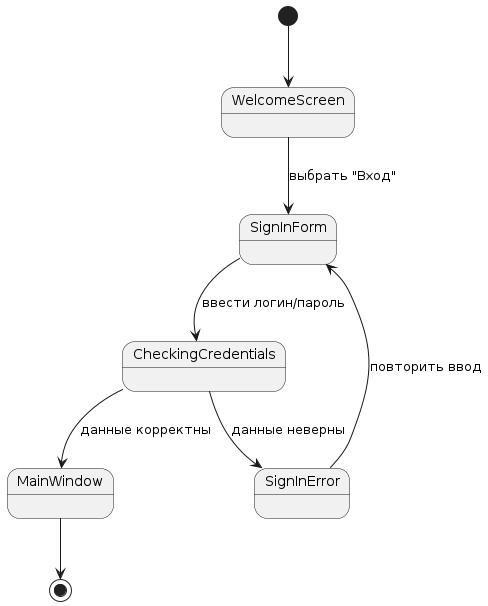 WelcomeScreen
выбрать "Вход"
SignInForm
ввести логин/пароль
повторить ввод
CheckingCredentials
данные корректны
данные неверны
MainWindow
SignInError